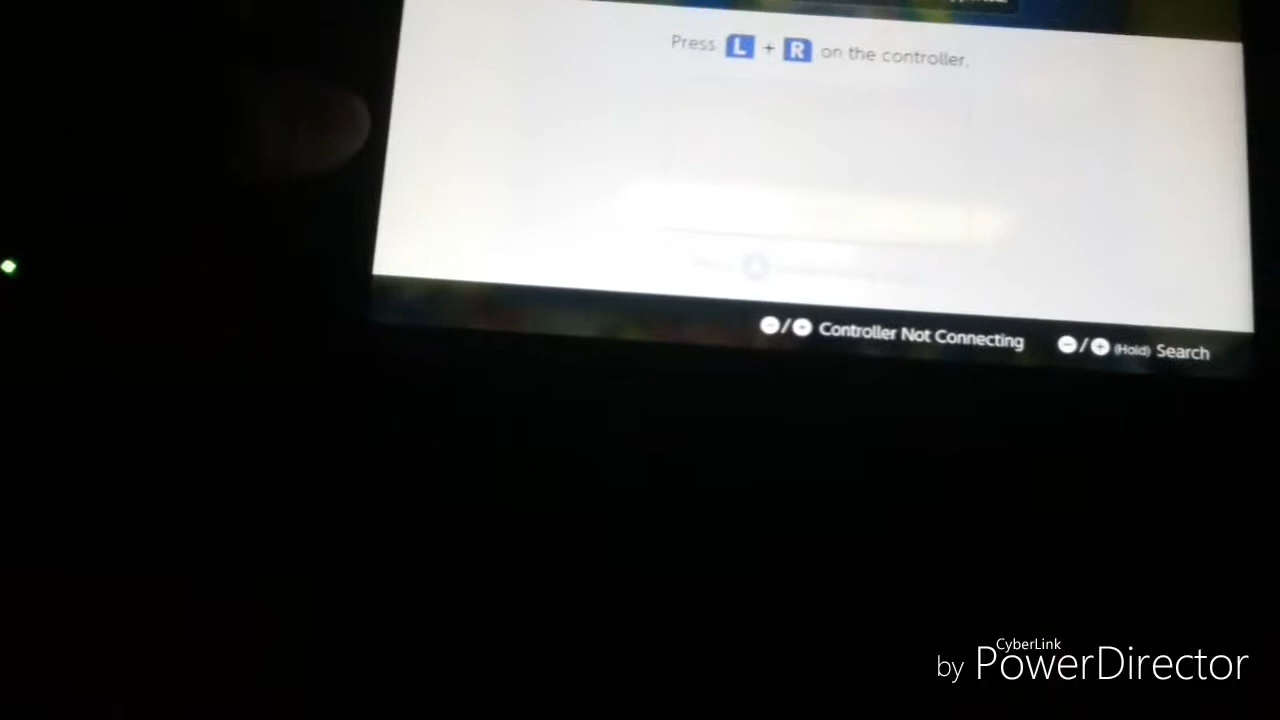 Press L + R on the controller.
Controller Not Connecting
(Hold) Search
CyberLink
by PowerDirector